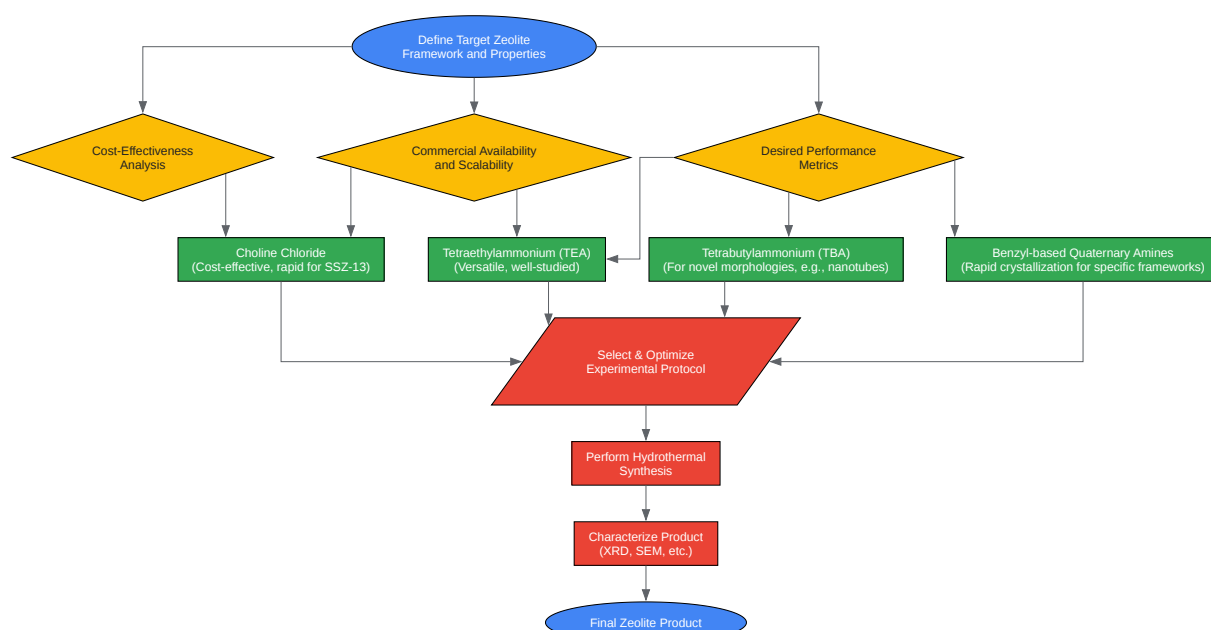 Define Target Zeolite
Framework and Properties
Cost-Effectiveness
Analysis
Commercial Availability
and Scalability
Desired Performance
Metrics
Choline Chloride
(Cost-effective, rapid for SSZ-13)
Tetraethylammonium (TEA)
(Versatile, well-studied)
Tetrabutylammonium (TBA)
(For novel morphologies, e.g., nanotubes)
Benzyl-based Quaternary Amines
(Rapid crystallization for specific frameworks)
Select & Optimize
Experimental Protocol
Perform Hydrothermal
Synthesis
Characterize Product
(XRD, SEM, etc.)
Final Zeolite Product